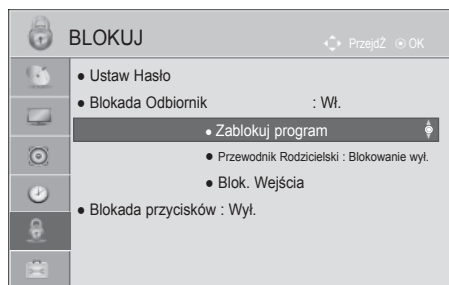 BLOKUJ
PrzejdŹ OK
● Ustaw Hasło
● Blokada Odbiornik : Wł.
● Zablokuj program
● Przewodnik Rodzicielski : Blokowanie wył.
● Blok. Wejścia
● Blokada przycisków : Wył.